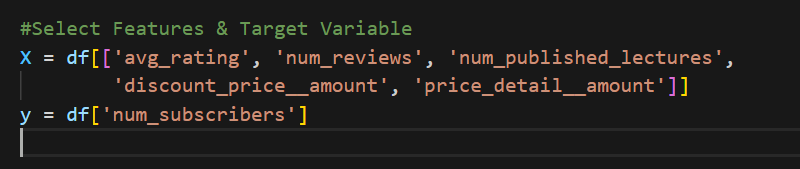 #Select Features & Target Variable
X = df[['avg_rating', 'num_reviews', 'num_published_lectures',
'discount_price__amount', 'price_detail__amount']]
y = df['num_subscribers']